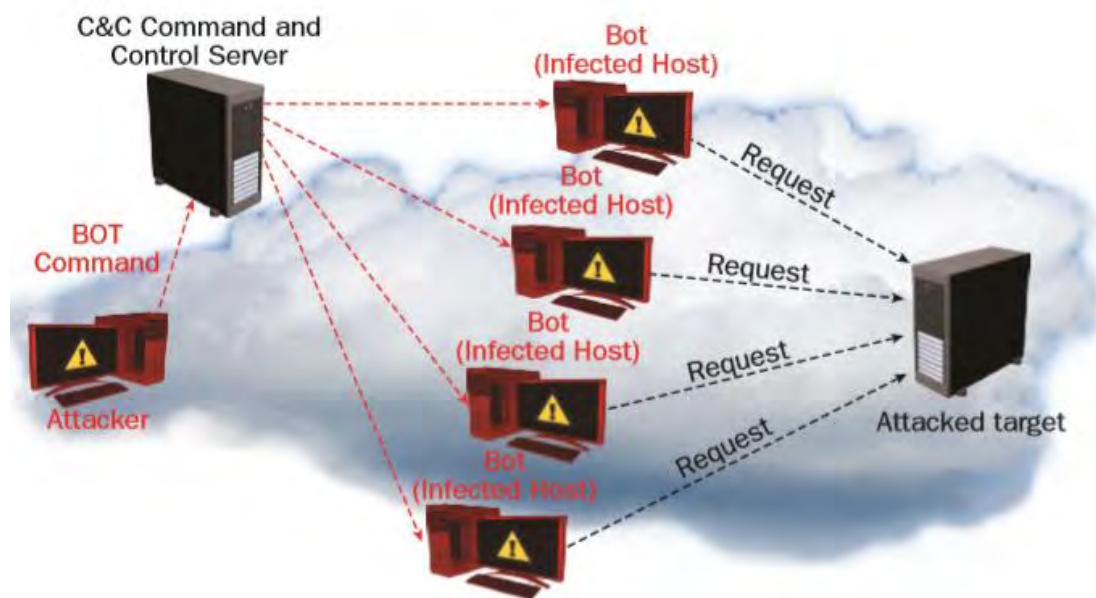 C&C Command and
Control Server
Bot
(Infected Host)
Request
Bot
(Infected Host)
BOT
Command
Request
Bot
(Infected Host)
Request
Attacker
Attacked target
Request
Bot
(Infected Host)